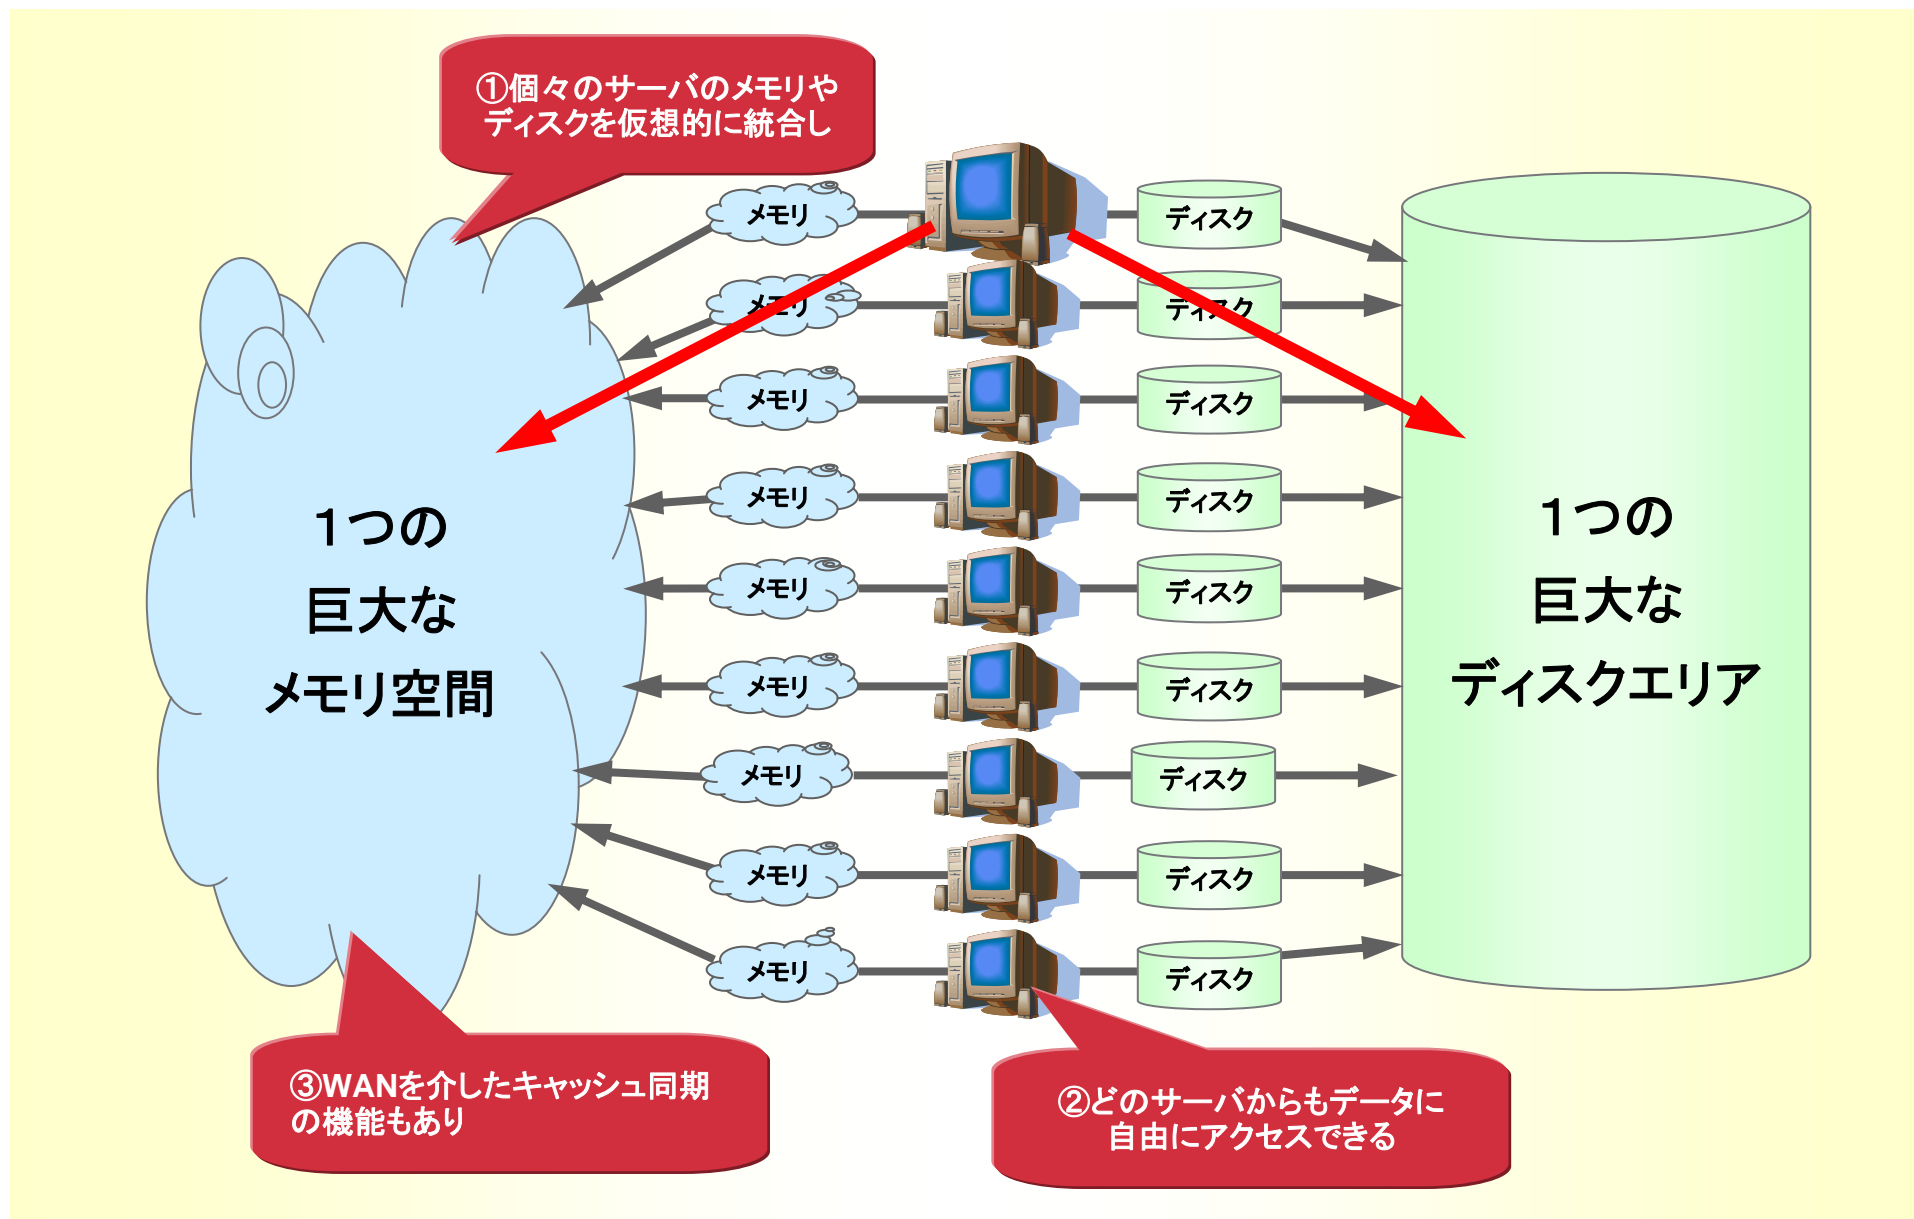 ①個々のサーバのメモリや
ディスクを仮想的に統合し
メモリ
ディスク
メモリ
ディスク
メモリ
ディスク
メモリ
ディスク
メモリ
ディスク
メモリ
ディスク
メモリ
ディスク
メモリ
ディスク
メモリ
ディスク
１つの
巨大な
メモリ空間
１つの
巨大な
ディスクエリア
③WANを介したキャッシュ同期
の機能もあり
②どのサーバからもデータに
自由にアクセスできる